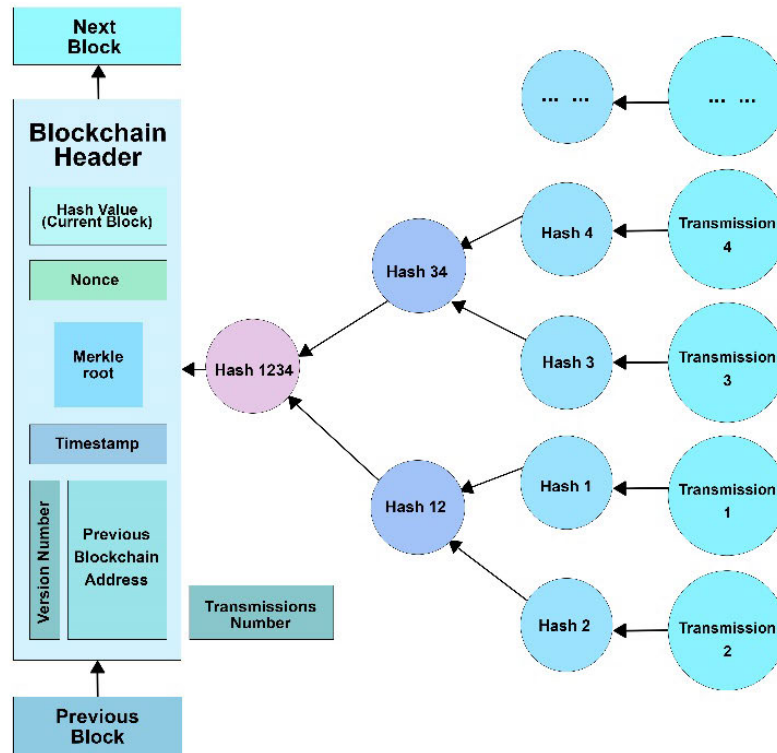 Next
Block
Blockchain
Header
Hash Value
(Current Block)
Nonce
Merkle
root
Timestamp
Version Number
Previous
Blockchain
Address
Transmissions
Number
Previous
Block
Hash 1234
Hash 34
Hash 12
... ...
Hash 4
Hash 3
Hash 1
Hash 2
... ...
Transmission
4
Transmission
3
Transmission
1
Transmission
2